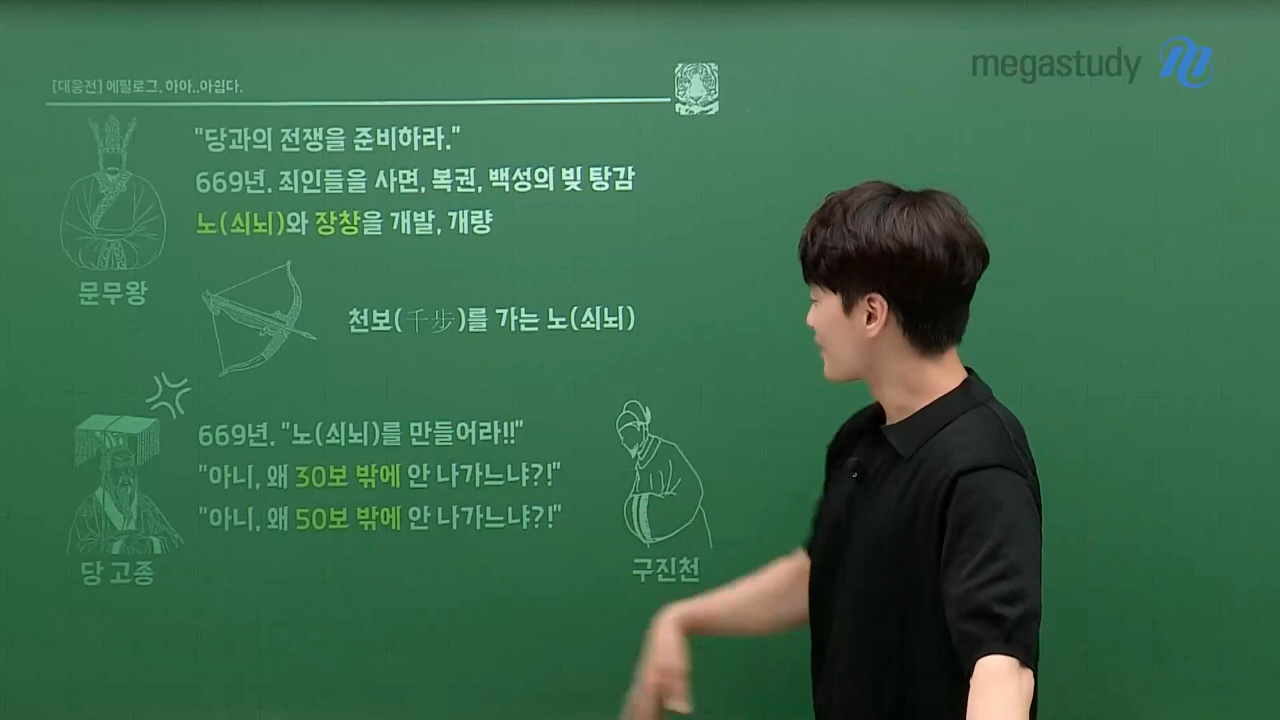 megastudy
[대웅전] 에필로그. 하아..아쉽다.
"당과의 전쟁을 준비하라."
669년. 죄인들을 사면, 복권, 백성의 빚 탕감
노(쇠뇌)와 장창을 개발, 개량
문무왕
천보(千步)를 가는 노(쇠뇌)
669년. "노(쇠뇌)를 만들어라!!"
"아니, 왜 30보 밖에 안 나가느냐?!"
"아니, 왜 50보 밖에 안 나가느냐?!"
당 고종
구진천